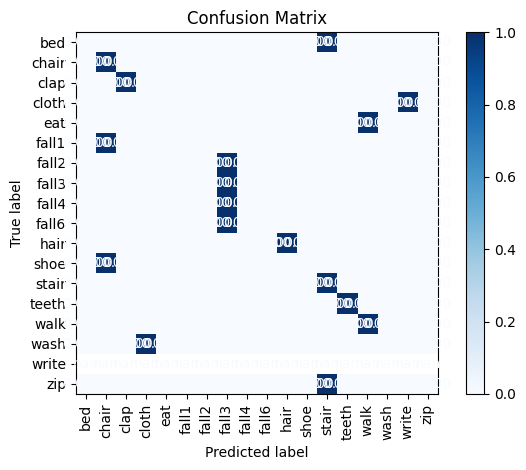 Confusion Matrix
bed
chair
clap
cloth
eat
fall1
fall2
fall3
fall4
fall6
hair
shoe
stair
teeth
walk
wash
write
zip
True label
bed
chair
clap
cloth
eat
fall1
fall2
fall3
fall4
fall6
hair
shoe
stair
teeth
walk
wash
write
zip
Predicted label
1.0
0.8
0.6
0.4
0.2
0.0